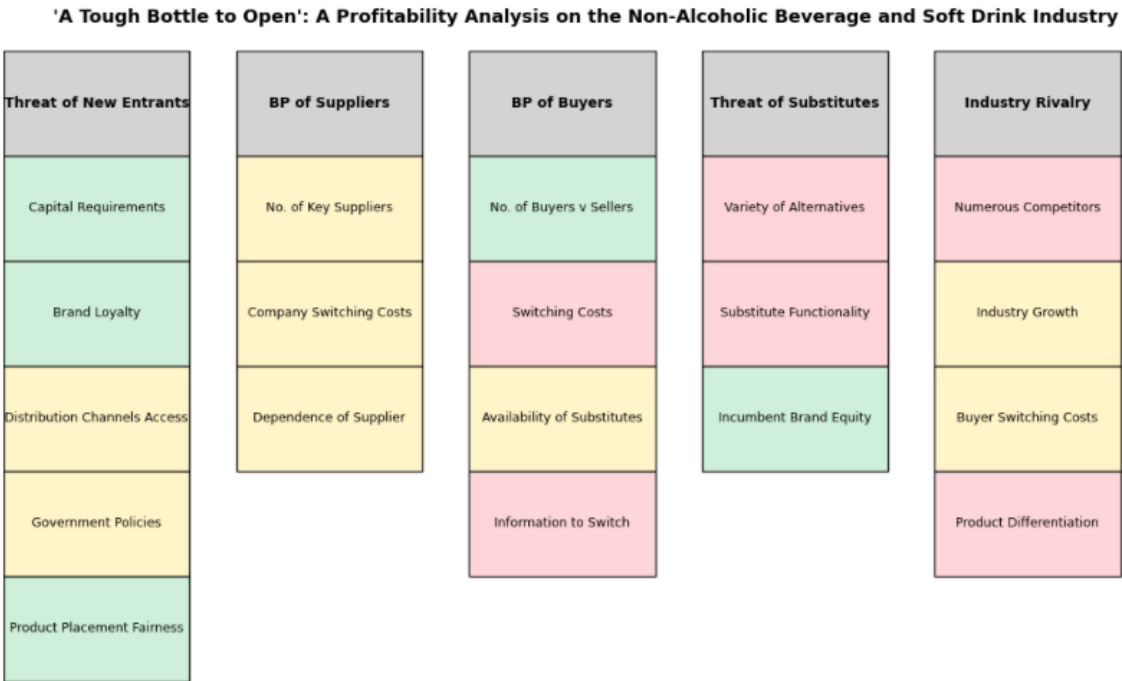 'A Tough Bottle to Open': A Profitability Analysis on the Non-Alcoholic Beverage and Soft Drink Industry
Threat of New Entrants
Capital Requirements
Brand Loyalty
Distribution Channels Access
Government Policies
Product Placement Fairness
BP of Suppliers
No. of Key Suppliers
Company Switching Costs
Dependence of Supplier
BP of Buyers
No. of Buyers v Sellers
Switching Costs
Availability of Substitutes
Information to Switch
Threat of Substitutes
Variety of Alternatives
Substitute Functionality
Incumbent Brand Equity
Industry Rivalry
Numerous Competitors
Industry Growth
Buyer Switching Costs
Product Differentiation